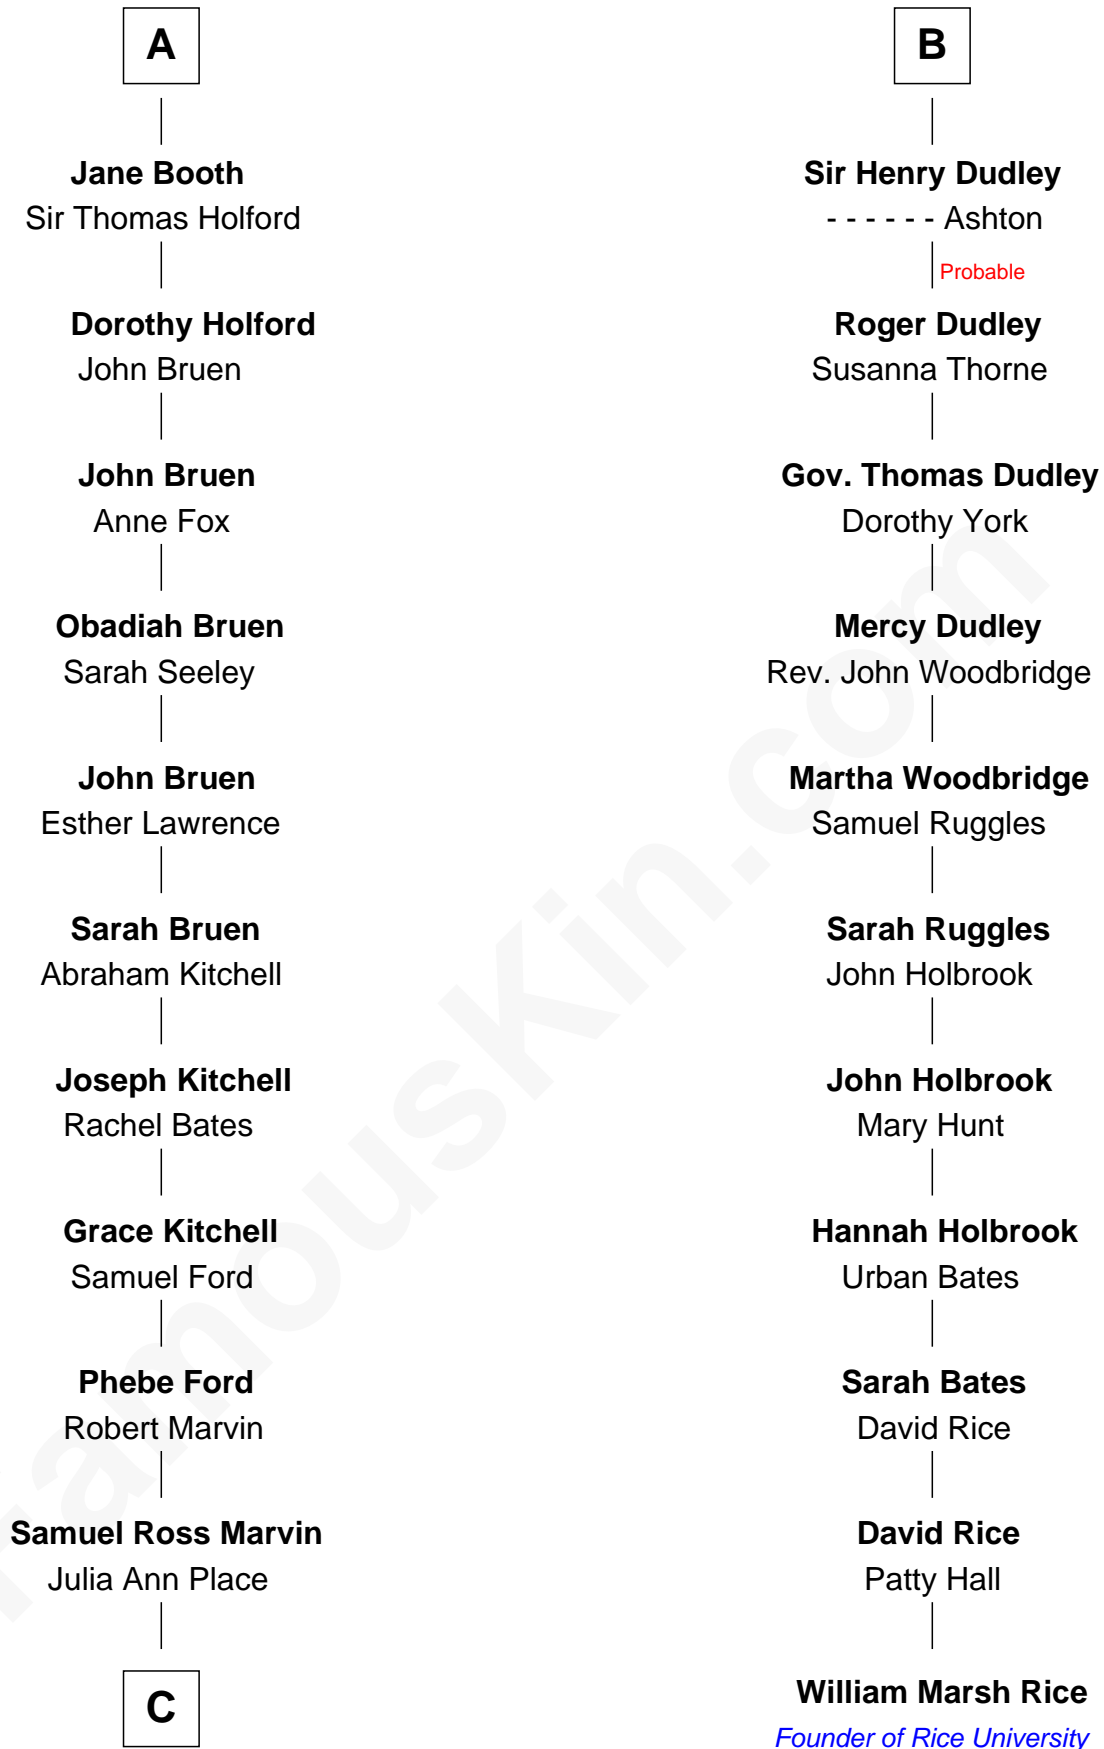 A
Jane Booth
Sir Thomas Holford
Dorothy Holford
John Bruen
John Bruen
Anne Fox
Obadiah Bruen
Sarah Seeley
John Bruen
Esther Lawrence
Sarah Bruen
Abraham Kitchell
Joseph Kitchell
Rachel Bates
Grace Kitchell
Samuel Ford
Phebe Ford
Robert Marvin
Samuel Ross Marvin
Julia Ann Place
C
B
Sir Henry Dudley
- - - - - - Ashton
Probable
Roger Dudley
Susanna Thorne
Gov. Thomas Dudley
Dorothy York
Mercy Dudley
Rev. John Woodbridge
Martha Woodbridge
Samuel Ruggles
Sarah Ruggles
John Holbrook
John Holbrook
Mary Hunt
Hannah Holbrook
Urban Bates
Sarah Bates
David Rice
David Rice
Patty Hall
William Marsh Rice
Founder of Rice University
FamousKin.com